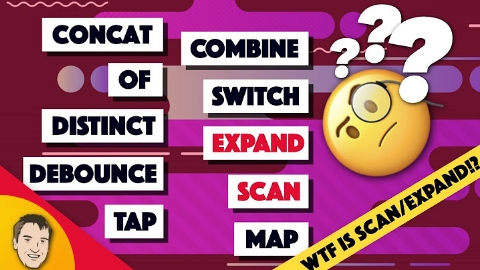 CONCAT
OF
DISTINCT
DEBOUNCE
TAP
COMBINE
SWITCH
EXPAND
SCAN
MAP
???
WTF IS SCAN/EXPAND!?